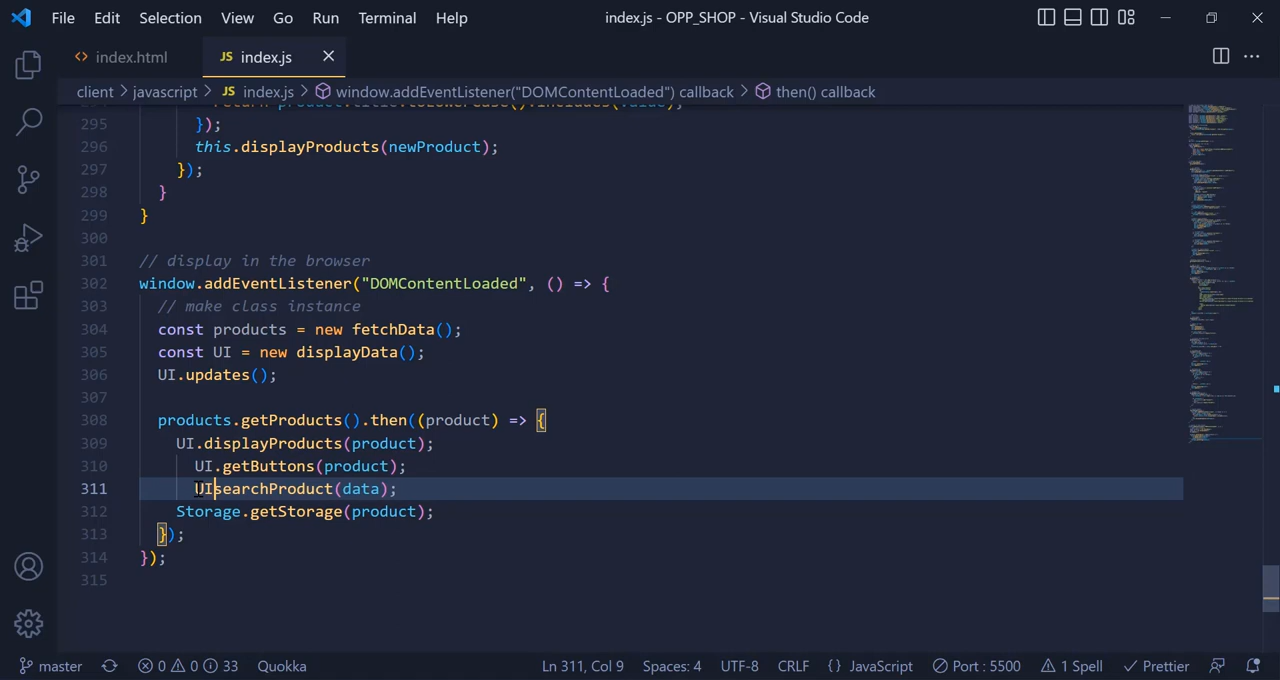 File Edit Selection View Go Run Terminal Help index.js - OPP_SHOP - Visual Studio Code
index.html JS index.js
client > javascript > JS index.js > window.addEventListener("DOMContentLoaded") callback > then() callback
295 });
296 this.displayProducts(newProduct);
297 });
298 }
299 }
300
301 // display in the browser
302 window.addEventListener("DOMContentLoaded", () => {
303 // make class instance
304 const products = new fetchData();
305 const UI = new displayData();
306 UI.updates();
307
308 products.getProducts().then((product) => {
309 UI.displayProducts(product);
310 UI.getButtons(product);
311 UIsearchProduct(data);
312 Storage.getStorage(product);
313 });
314 });
315
master 0 0 33 Quokka Ln 311, Col 9 Spaces: 4 UTF-8 CRLF {} JavaScript Port : 5500 1 Spell Prettier